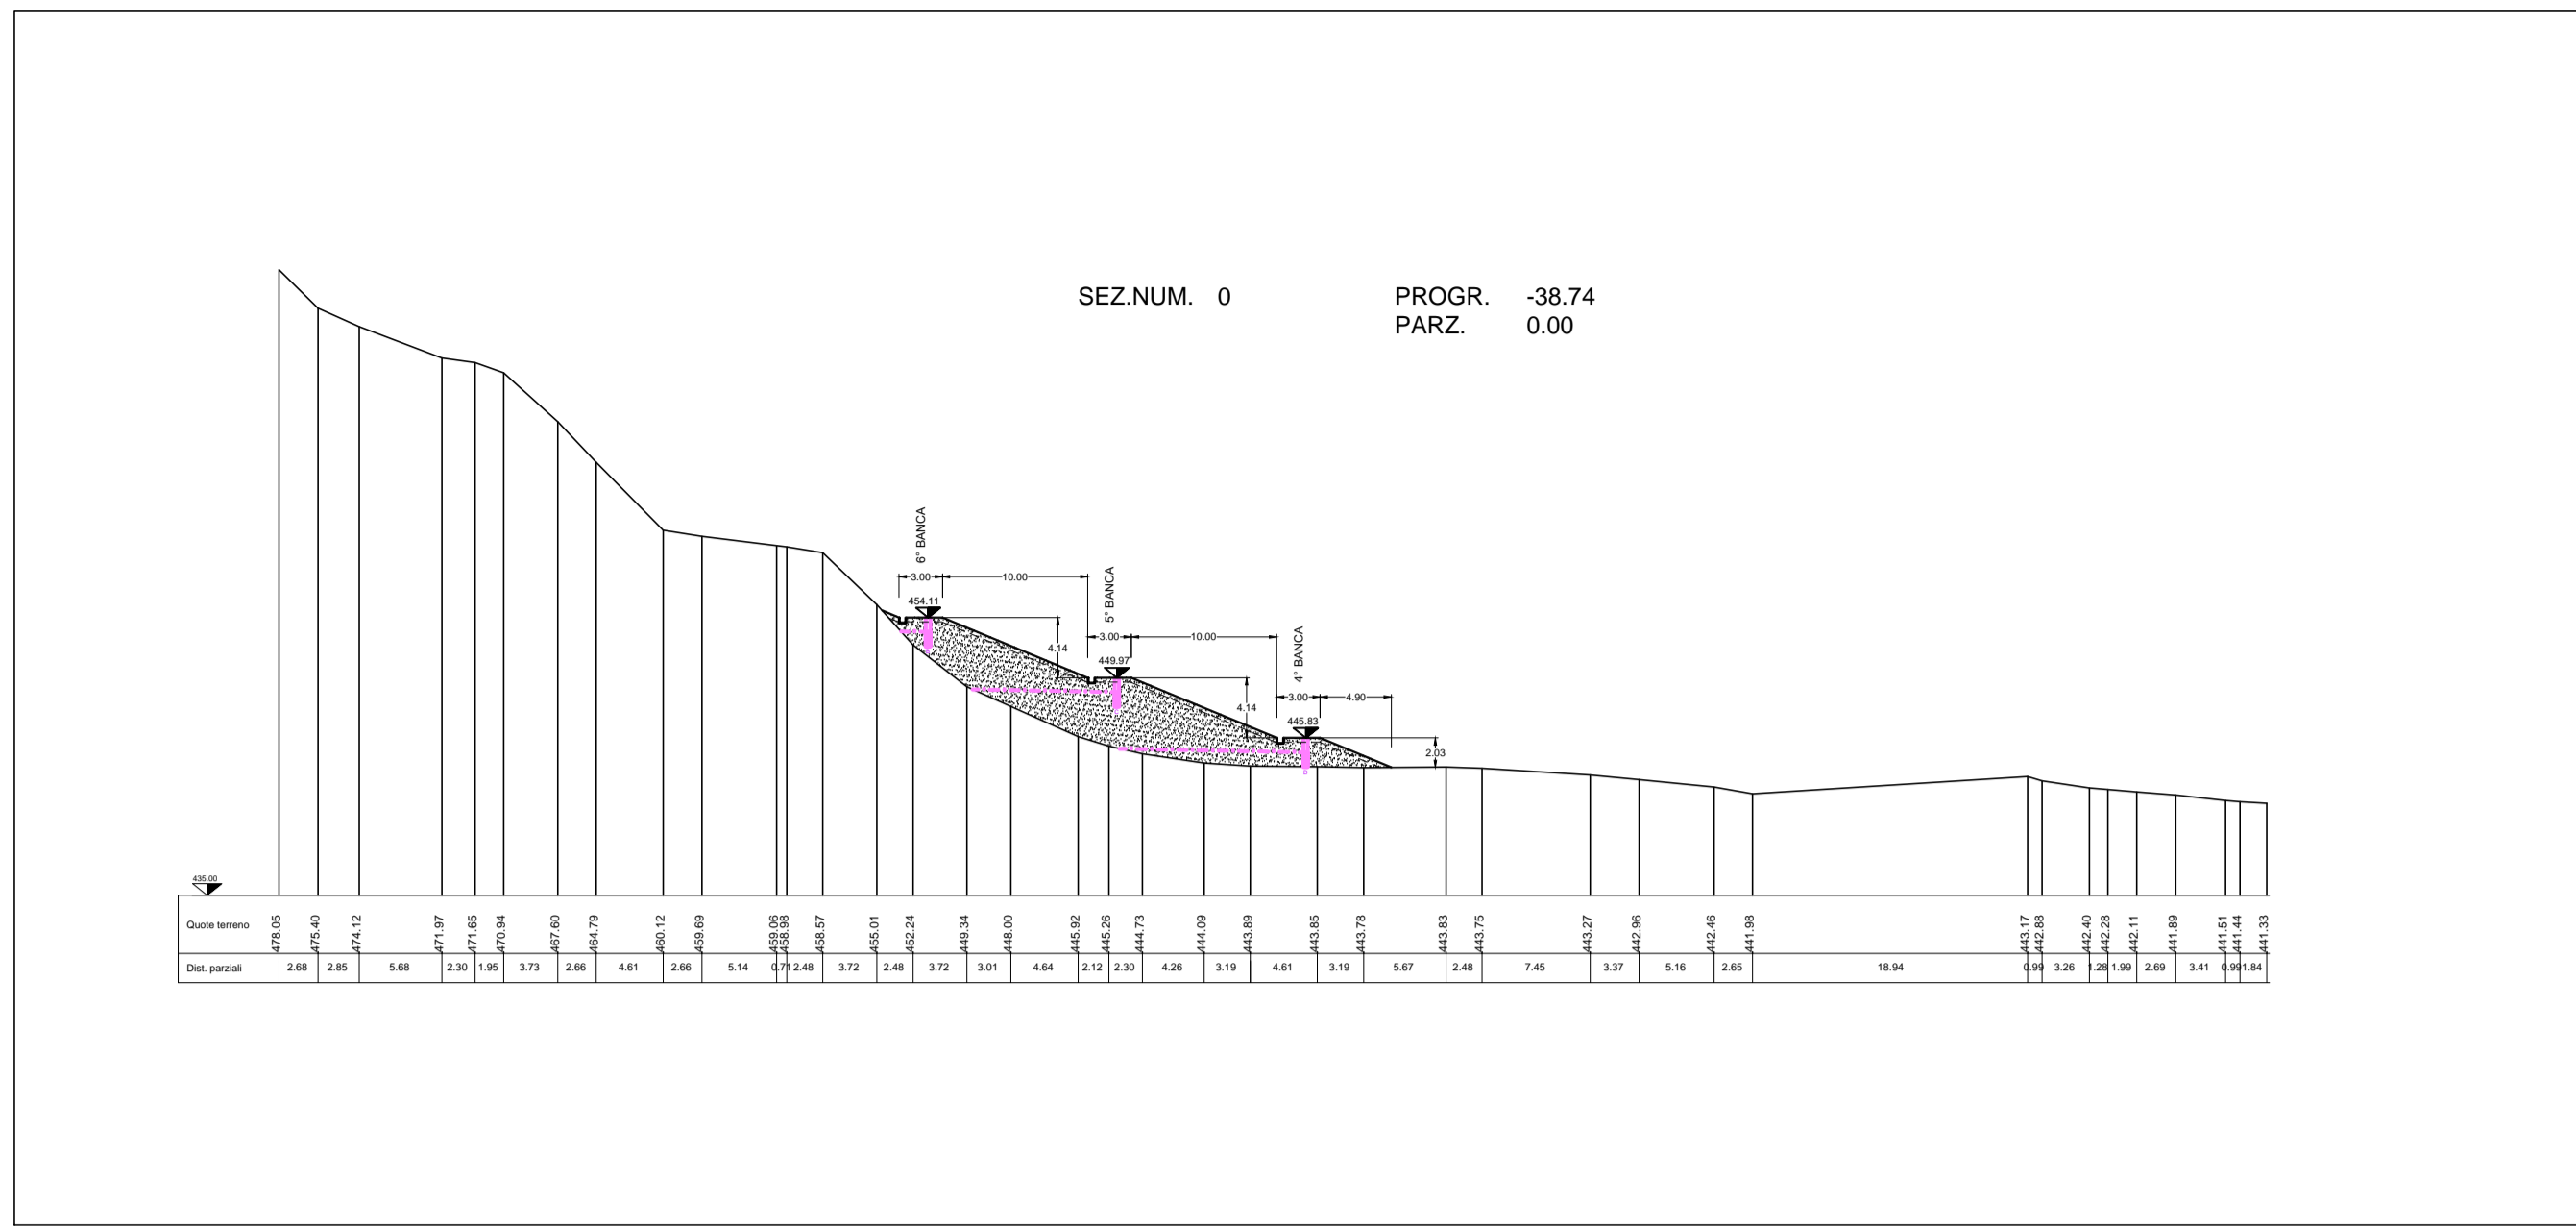 SEZ.NUM. 0 PROGR. -38.74
PARZ. 0.00
6° BANCA
3.00 10.00
454.11
4.14
5° BANCA
3.00 10.00
449.97
4.14
4° BANCA
3.00 4.90
445.83
2.03
435.00
Quote terreno 478.05 475.40 474.12 471.97 471.65 470.94 467.60 464.79 460.12 459.69 459.06 458.98 458.57 455.01 452.24 449.34 448.00 445.92 445.26 444.73 444.09 443.89 443.85 443.78 443.83 443.75 443.27 442.96 442.46 441.98 443.17 442.88 442.40 442.28 442.11 441.89 441.51 441.44 441.33
Dist. parziali 2.68 2.85 5.68 2.30 1.95 3.73 2.66 4.61 2.66 5.14 0.71 2.48 3.72 2.48 3.72 3.01 4.64 2.12 2.30 4.26 3.19 4.61 3.19 5.67 2.48 7.45 3.37 5.16 2.65 18.94 0.99 3.26 1.28 1.99 2.69 3.41 0.99 1.84